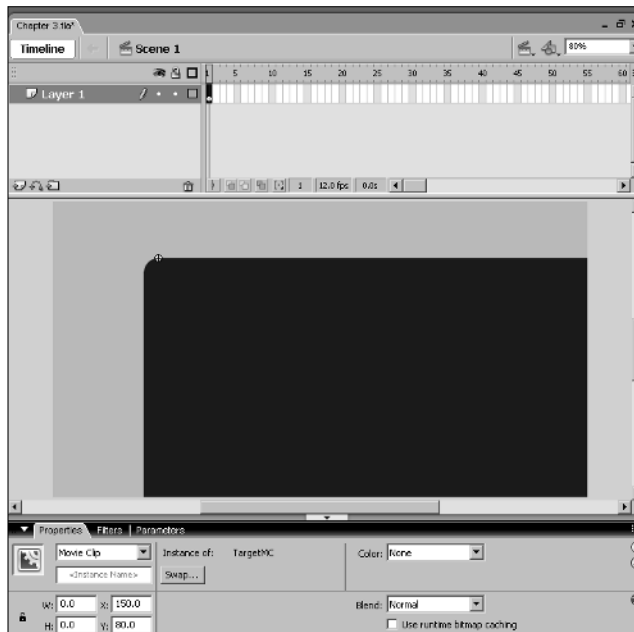 Chapter 3.fla*
Timeline Scene 1 80%
1 5 10 15 20 25 30 35 40 45 50 55 60
Layer 1
1 12.0 fps 0.0s
Properties Filters Parameters
Movie Clip Instance of: TargetMC Color: None
<Instance Name> Swap...
W: 0.0 X: 150.0 Blend: Normal
H: 0.0 Y: 80.0 Use runtime bitmap caching